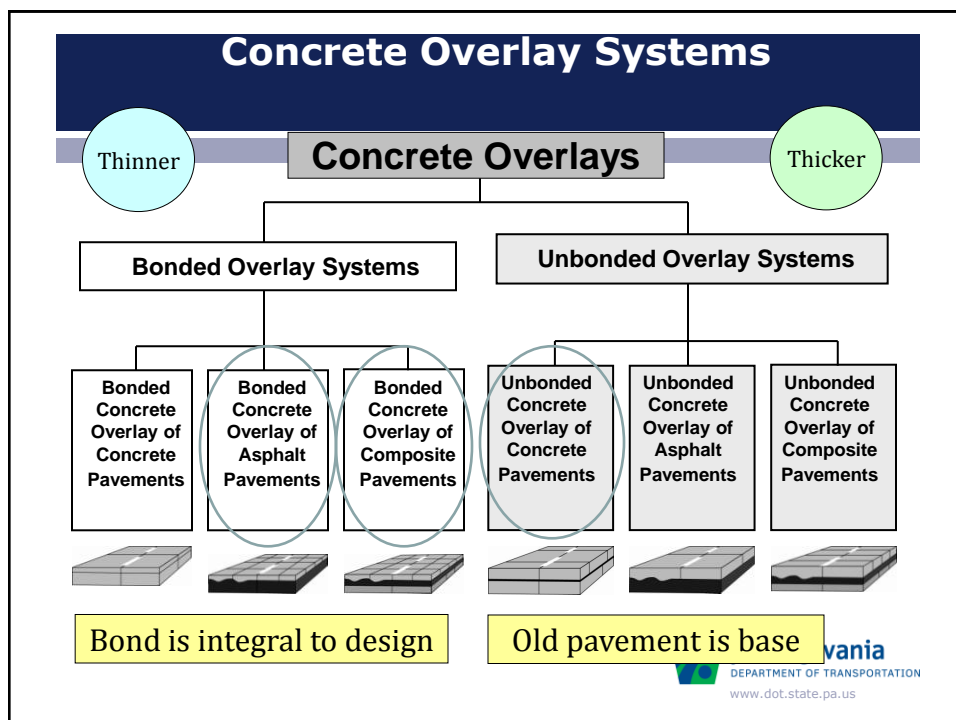 Concrete Overlay Systems
Thinner
Concrete Overlays
Thicker
Bonded Overlay Systems
Unbonded Overlay Systems
Bonded
Concrete
Overlay of
Concrete
Pavements
Bonded
Concrete
Overlay of
Asphalt
Pavements
Bonded
Concrete
Overlay of
Composite
Pavements
Unbonded
Concrete
Overlay of
Concrete
Pavements
Unbonded
Concrete
Overlay of
Asphalt
Pavements
Unbonded
Concrete
Overlay of
Composite
Pavements
Bond is integral to design
Old pavement is base
vania
DEPARTMENT OF TRANSPORTATION
www.dot.state.pa.us